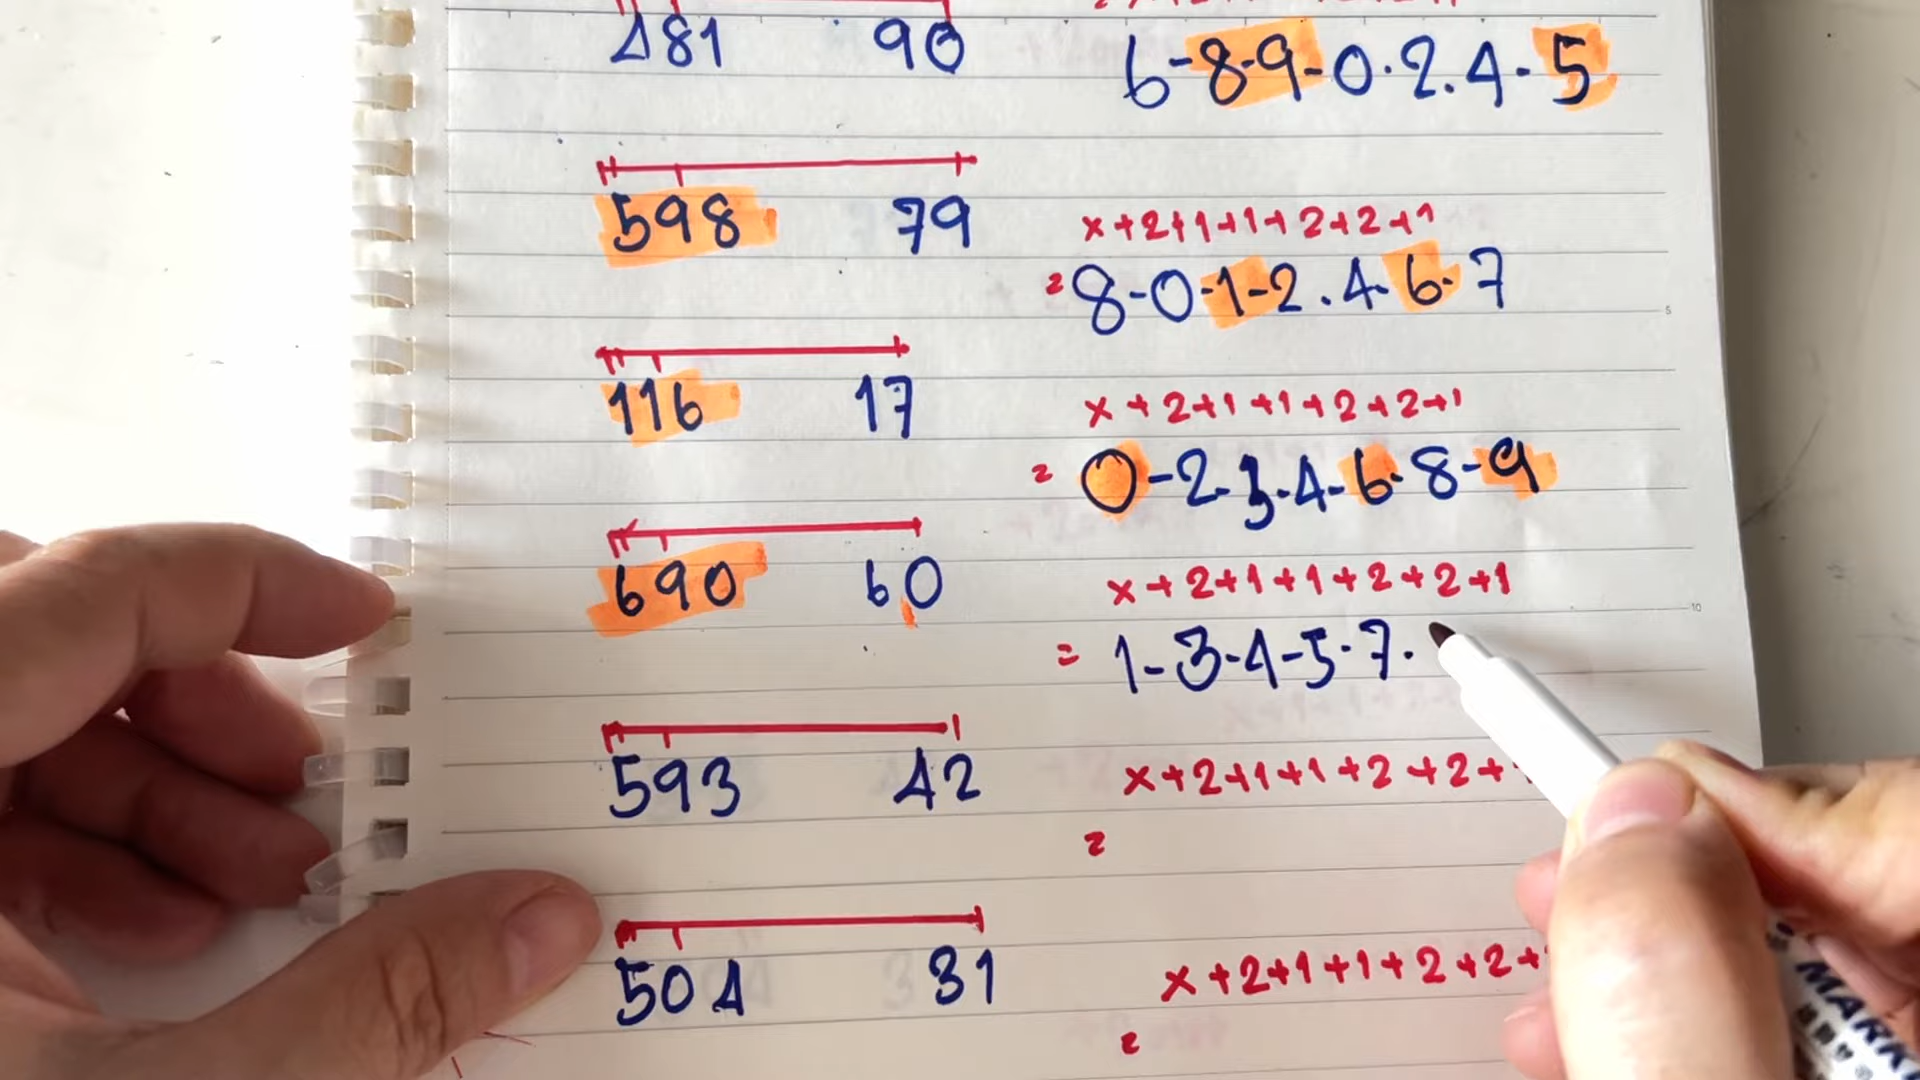 481 90
6-8-9-0.2.4.5
598 79
x+2+1+1+2+2+1
=8-0-1-2.4.6.7
116 17
x+2+1+1+2+2+1
=0-2.3.4-6.8-9
690 60
x+2+1+1+2+2+1
=1-3.4-5.7.
593 42
x+2+1+1+2+2+
=
504 31
x+2+1+1+2+2+
=
MARK
5
10